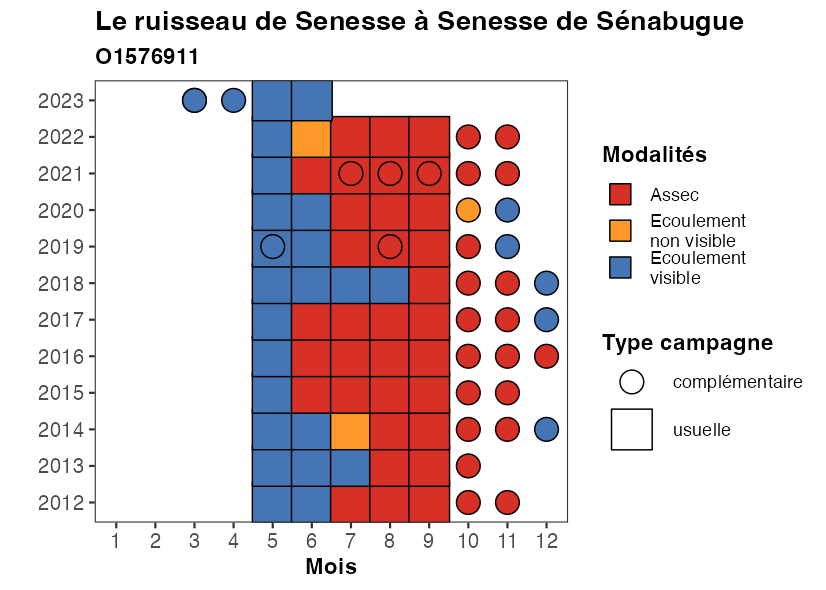 Le ruisseau de Senesse à Senesse de Sénabugue
O1576911
2023
2022
2021
2020
2019
2018
2017
2016
2015
2014
2013
2012
1 2 3 4 5 6 7 8 9 10 11 12
Mois
Modalités
Assec
Ecoulement
non visible
Ecoulement
visible
Type campagne
complémentaire
usuelle